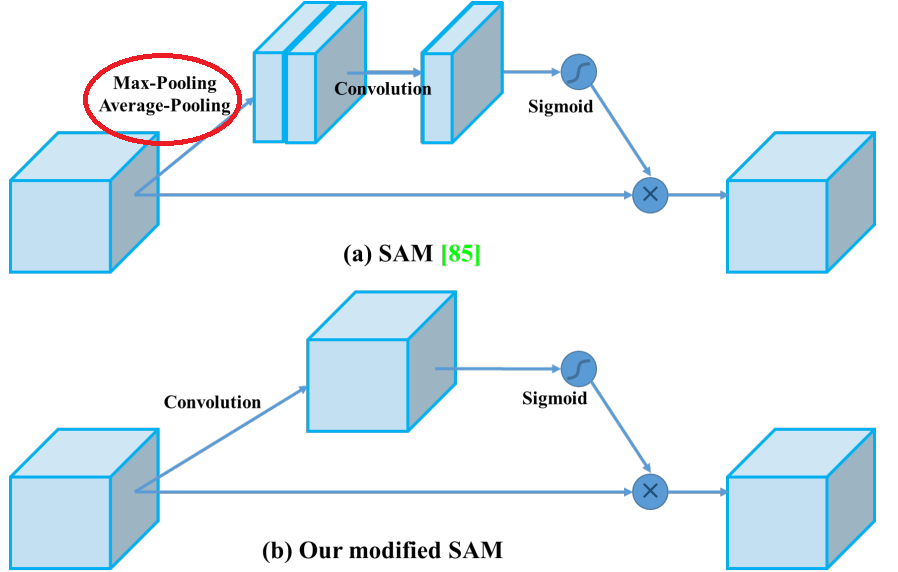 Max-Pooling
Average-Pooling
Convolution
Sigmoid
(a) SAM [85]
Convolution
Sigmoid
(b) Our modified SAM